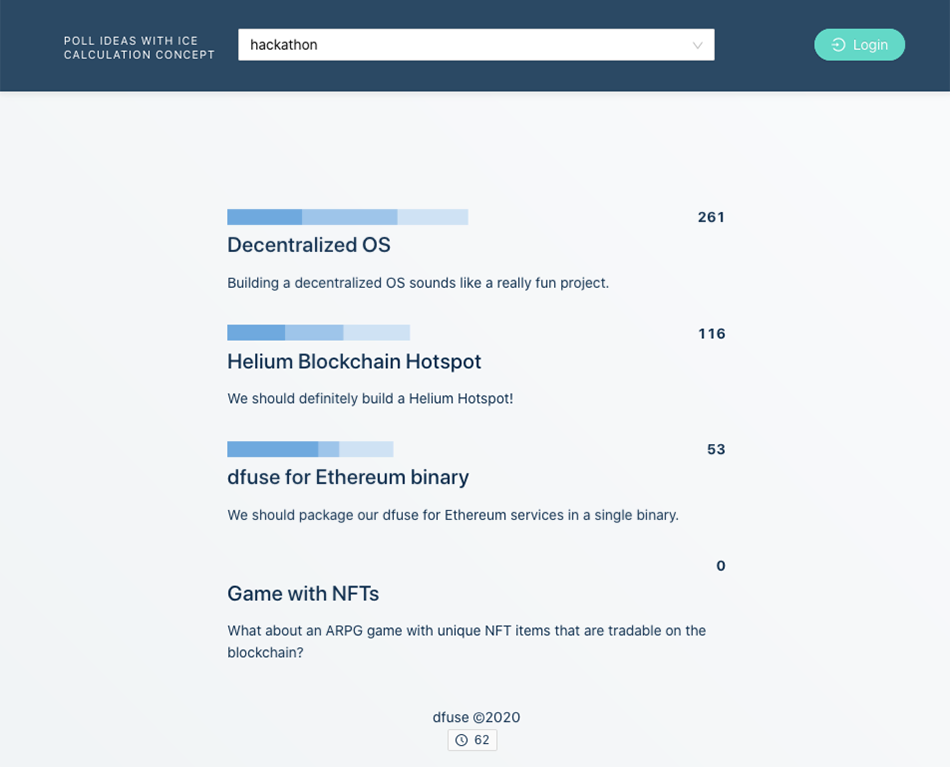 POLL IDEAS WITH ICE
CALCULATION CONCEPT
hackathon
Login
261
Decentralized OS
Building a decentralized OS sounds like a really fun project.
116
Helium Blockchain Hotspot
We should definitely build a Helium Hotspot!
53
dfuse for Ethereum binary
We should package our dfuse for Ethereum services in a single binary.
0
Game with NFTs
What about an ARPG game with unique NFT items that are tradable on the
blockchain?
dfuse ©2020
62